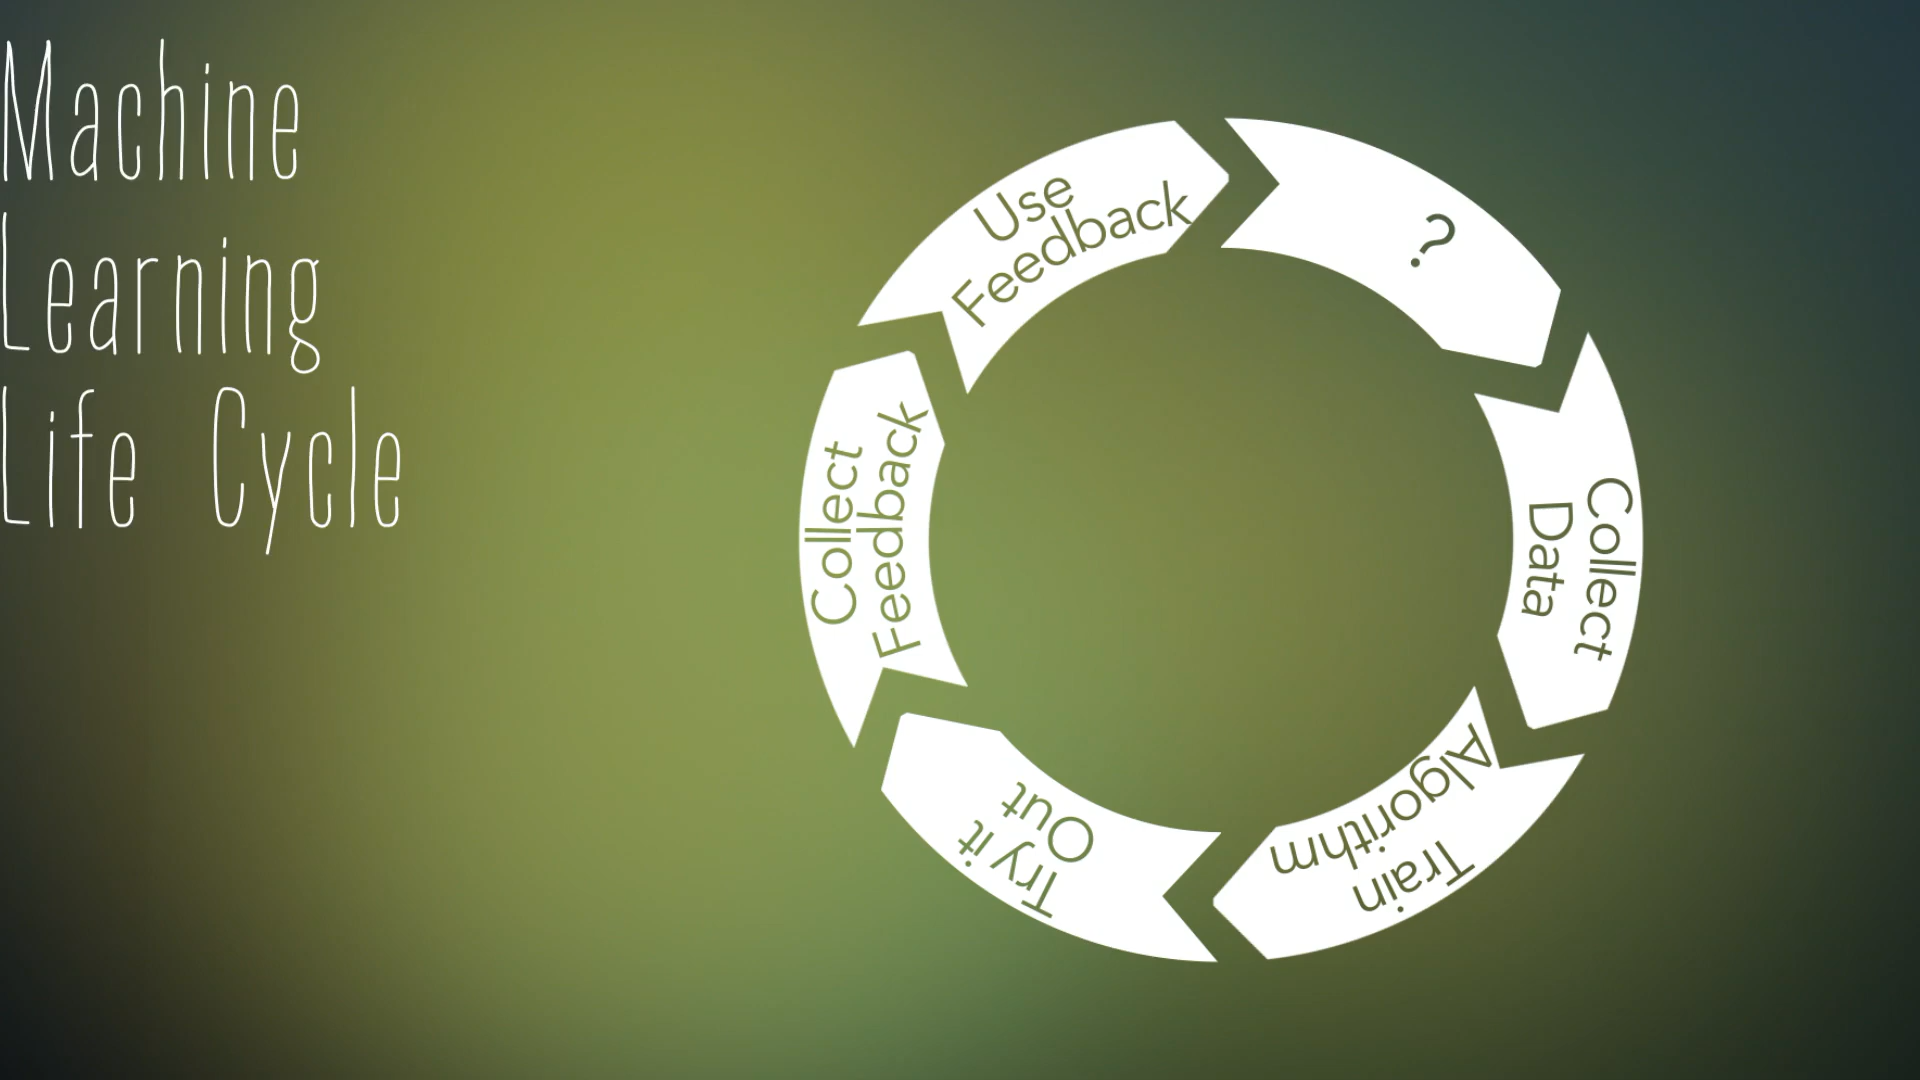 Machine
Learning
Life Cycle
?
Collect
Data
Train
Algorithm
Try it
Out
Collect
Feedback
Use
Feedback